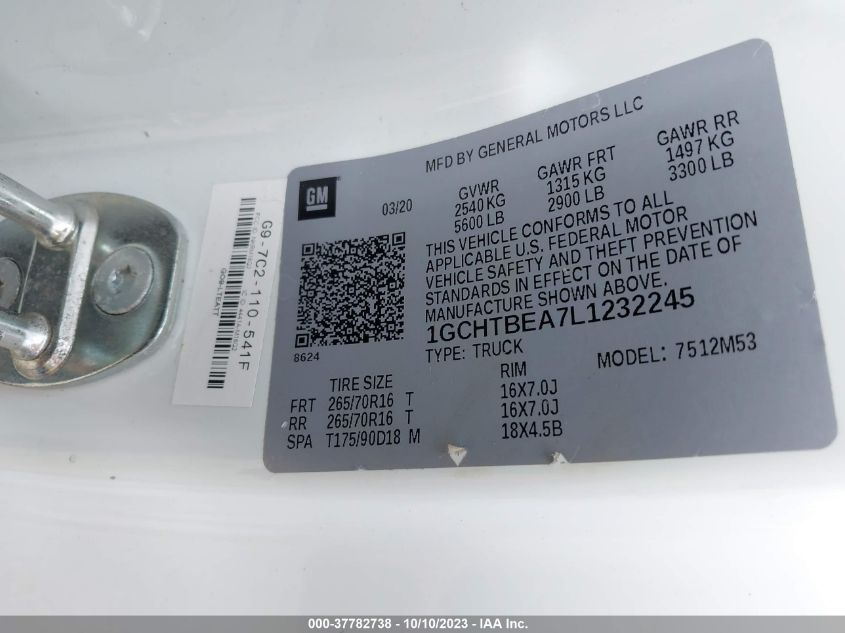 MFD BY GENERAL MOTORS LLC
GM
03/20
GVWR GAWR FRT GAWR RR
2540 KG 1315 KG 1497 KG
5600 LB 2900 LB 3300 LB
THIS VEHICLE CONFORMS TO ALL
APPLICABLE U.S. FEDERAL MOTOR
VEHICLE SAFETY AND THEFT PREVENTION
STANDARDS IN EFFECT ON THE DATE OF
MANUFACTURE SHOWN ABOVE.
1GCHTBEA7L1232245
8624
TYPE: TRUCK MODEL: 7512M53
TIRE SIZE RIM
FRT 265/70R16 T 16X7.0J
RR 265/70R16 T 16X7.0J
SPA T175/90D18 M 18X4.5B
G9-7C2-110-541F
000-37782738 - 10/10/2023 - Copyright © IAA Inc.